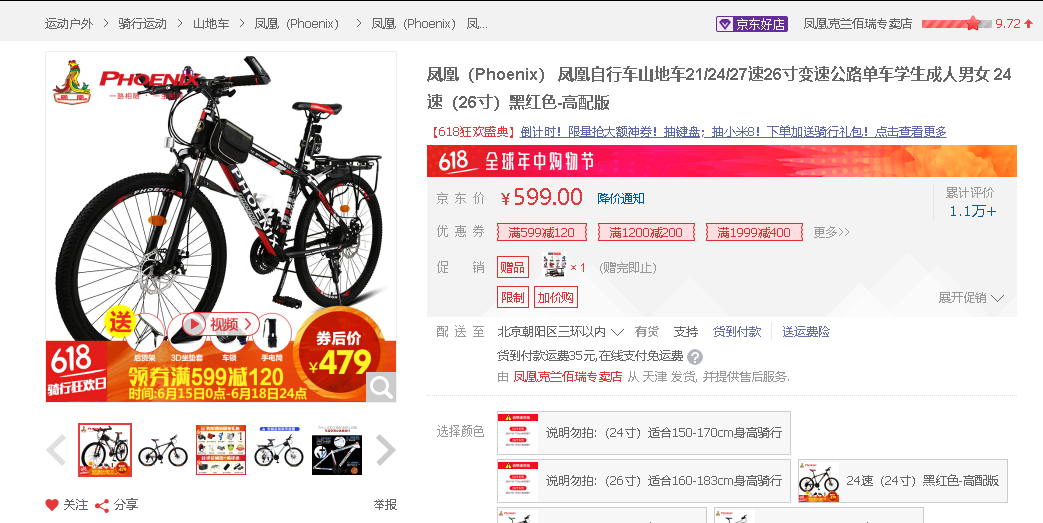 运动户外 > 骑行运动 > 山地车 > 凤凰（Phoenix） > 凤凰（Phoenix） 凤...
京东好店 凤凰克兰佰瑞专卖店 9.72
PHOENIX
凤凰（Phoenix） 凤凰自行车山地车21/24/27速26寸变速公路单车学生成人男女 24
速（26寸）黑红色-高配版
【618狂欢盛典】倒计时！限量抢大额神券！抽键盘；抽小米8！下单加送骑行礼包！点击查看更多
618 全球年中购物节
京东价 ￥599.00 降价通知
累计评价
1.1万+
优惠券 满599减120 满1200减200 满1999减400 更多>>
促销 赠品 × 1 (赠完即止)
限制 加价购 展开促销
配送至 北京朝阳区三环以内 有货 支持 货到付款 送运费险
货到付款运费35元,在线支付免运费 ?
由 凤凰克兰佰瑞专卖店 从 天津 发货, 并提供售后服务.
PHOENIX
PHOENIX
送 视频
后货架 3D坐垫套 车锁 手电筒
券后价
￥479
618
骑行狂欢日
领券满599减120
时间:6月15日0点-6月18日24点
选择颜色 说明勿拍:（24寸）适合150-170cm身高骑行
说明勿拍:（26寸）适合160-183cm身高骑行
24速（24寸）黑红色-高配版
关注 分享 举报